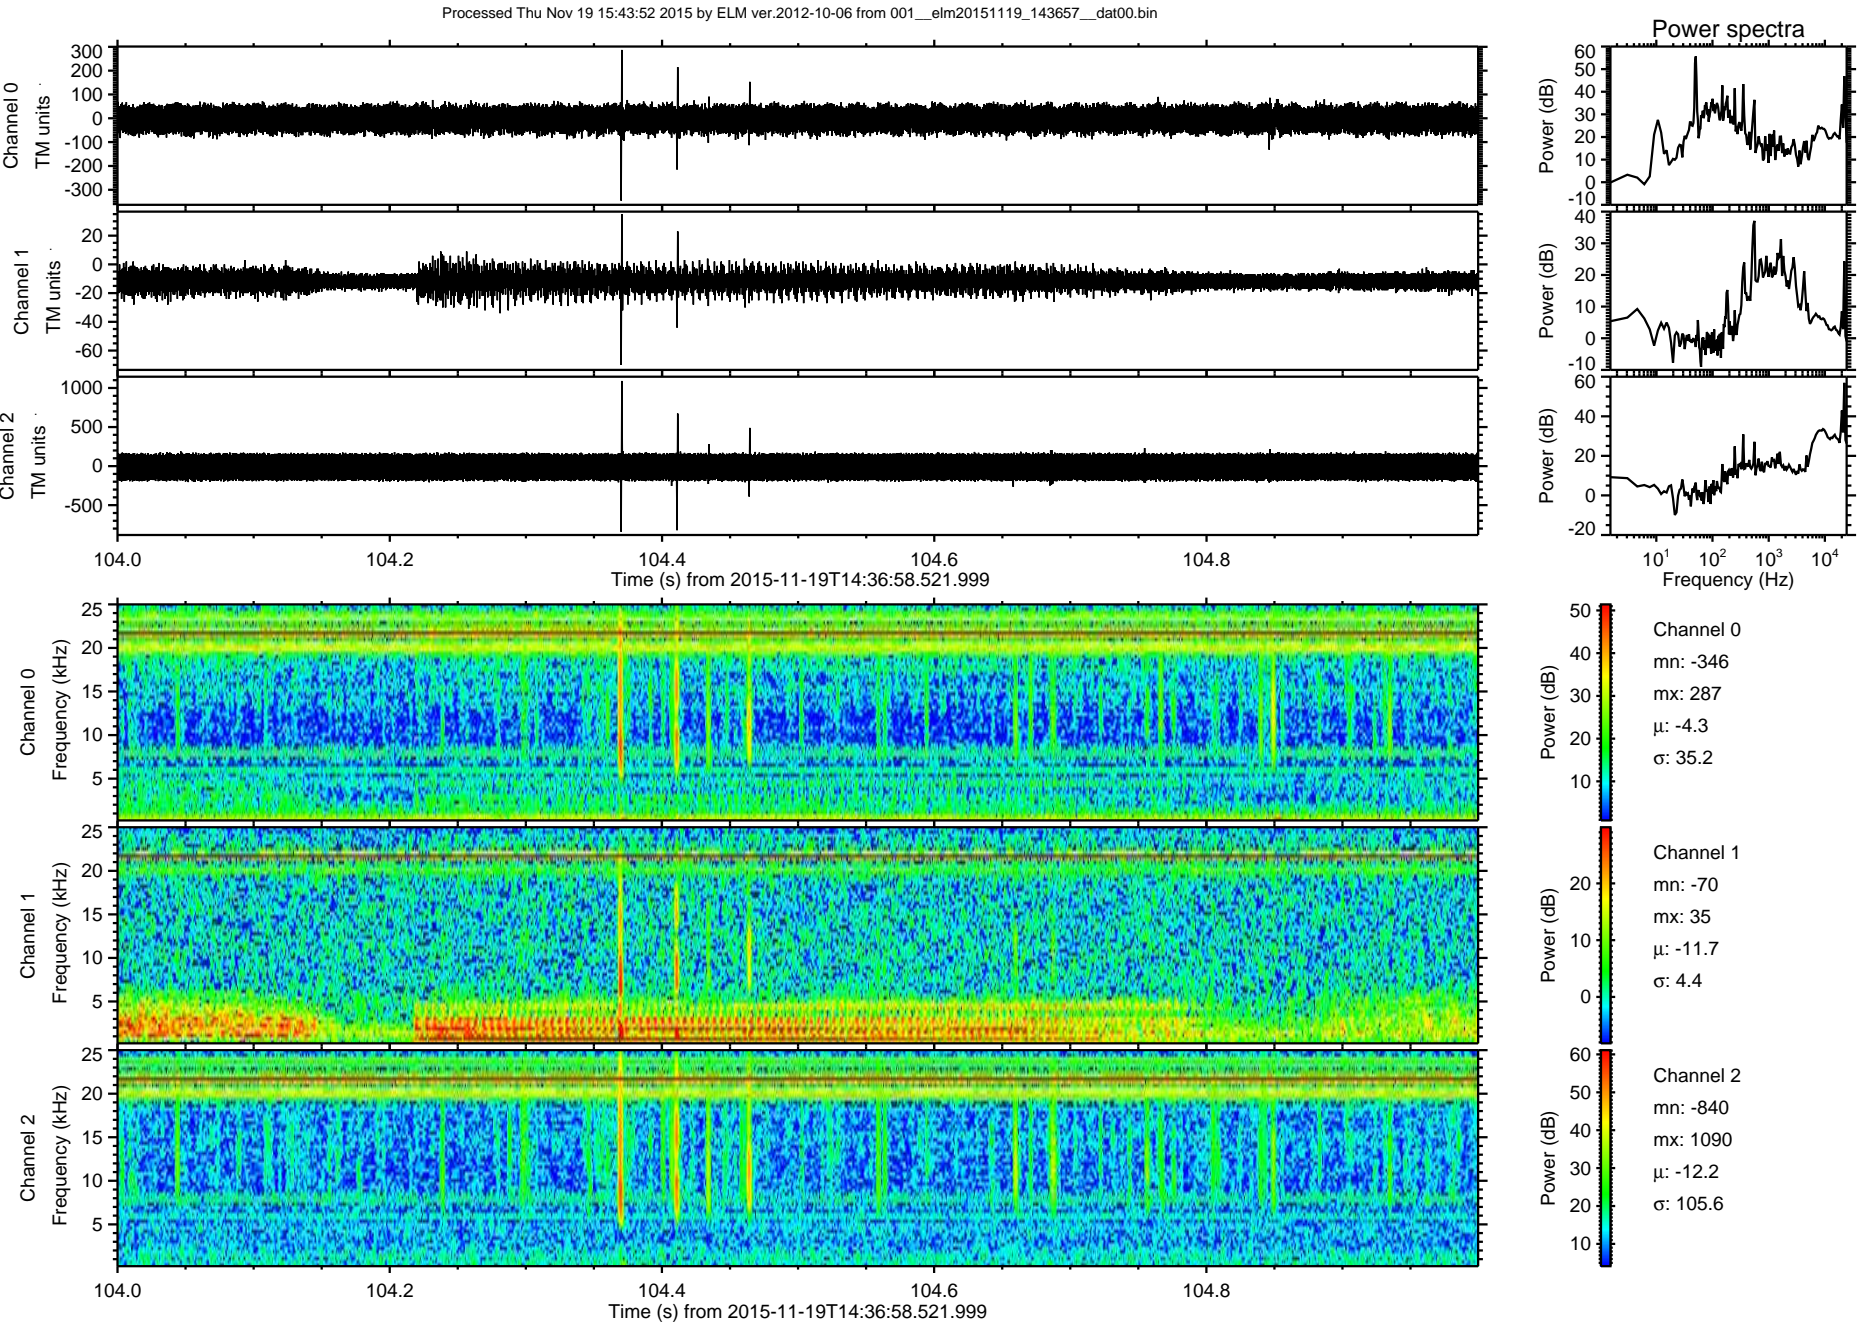 Processed Thu Nov 19 15:43:52 2015 by ELM ver.2012-10-06 from 001__elm20151119_143657__dat00.bin
Power spectra
Channel 0
TM units
300
200
100
0
-100
-200
-300
Power (dB)
60
50
40
30
20
10
0
-10
Channel 1
TM units
20
0
-20
-40
-60
Power (dB)
40
30
20
10
0
-10
Channel 2
TM units
1000
500
0
-500
Power (dB)
60
40
20
0
-20
104.0 104.2 104.4 104.6 104.8
Time (s) from 2015-11-19T14:36:58.521.999
10¹ 10² 10³ 10⁴
Frequency (Hz)
Channel 0
Frequency (kHz)
25
20
15
10
5
Power (dB)
50
40
30
20
10
Channel 0
mn: -346
mx: 287
μ: -4.3
σ: 35.2
Channel 1
Frequency (kHz)
25
20
15
10
5
Power (dB)
20
10
0
Channel 1
mn: -70
mx: 35
μ: -11.7
σ: 4.4
Channel 2
Frequency (kHz)
25
20
15
10
5
Power (dB)
60
50
40
30
20
10
Channel 2
mn: -840
mx: 1090
μ: -12.2
σ: 105.6
104.0 104.2 104.4 104.6 104.8
Time (s) from 2015-11-19T14:36:58.521.999